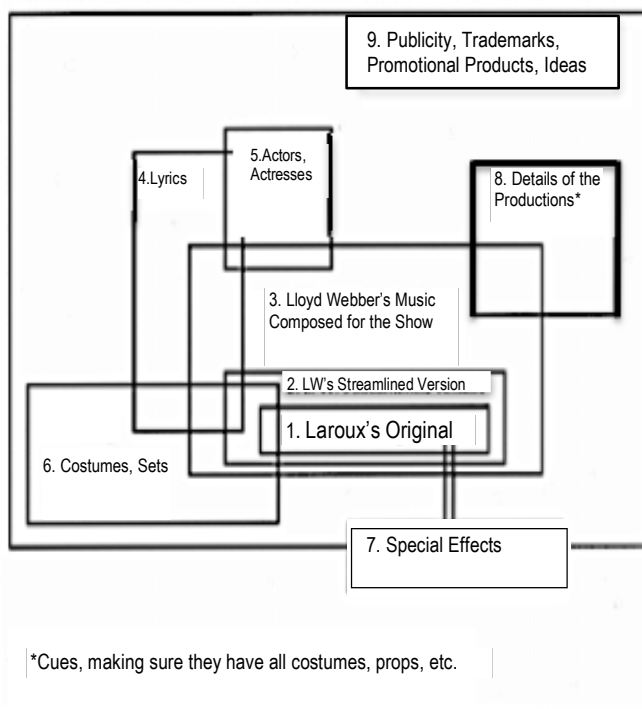 9. Publicity, Trademarks,
Promotional Products, Ideas
5.Actors,
Actresses
4.Lyrics
8. Details of the
Productions*
3. Lloyd Webber's Music
Composed for the Show
2. LW's Streamlined Version
1. Laroux's Original
6. Costumes, Sets
7. Special Effects
*Cues, making sure they have all costumes, props, etc.